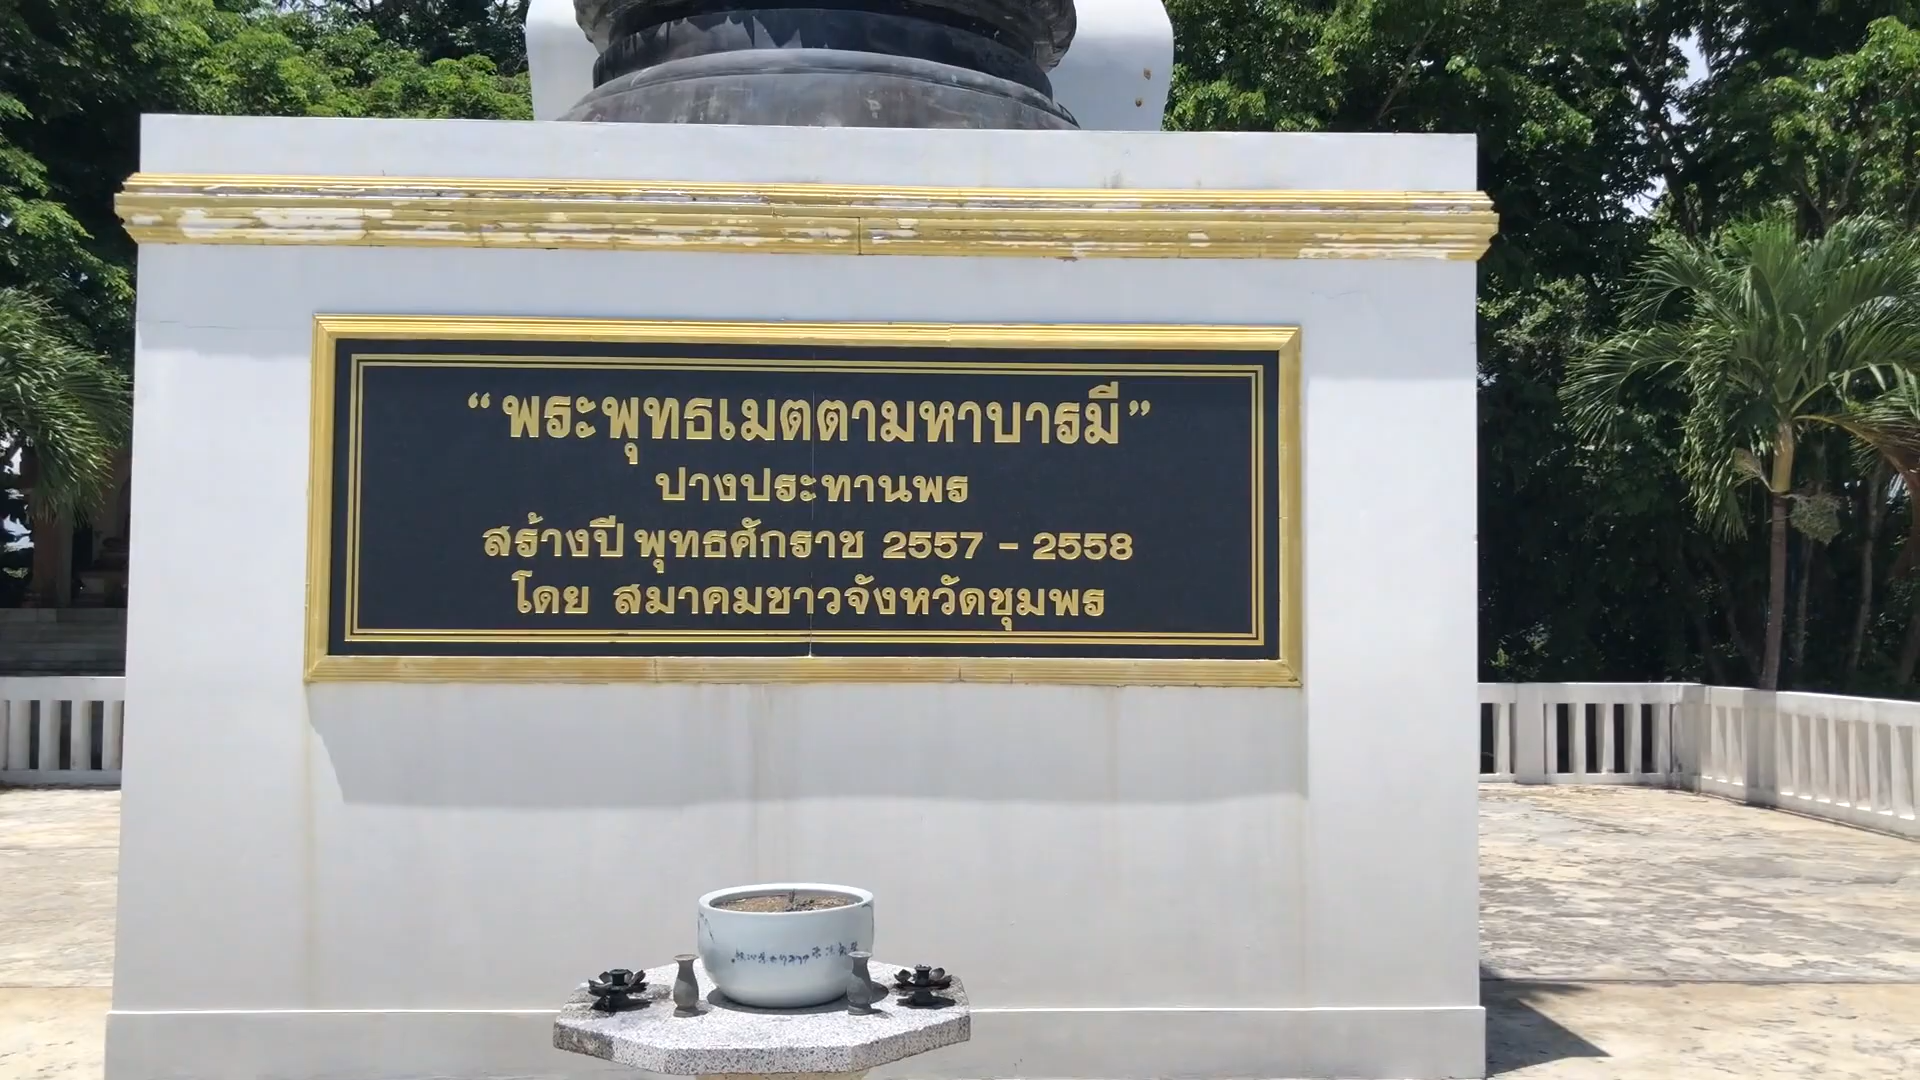 “พระพุทธเมตตามหาบารมี”
ปางประทานพร
สร้างปี พุทธศักราช 2557 - 2558
โดย สมาคมชาวจังหวัดชุมพร